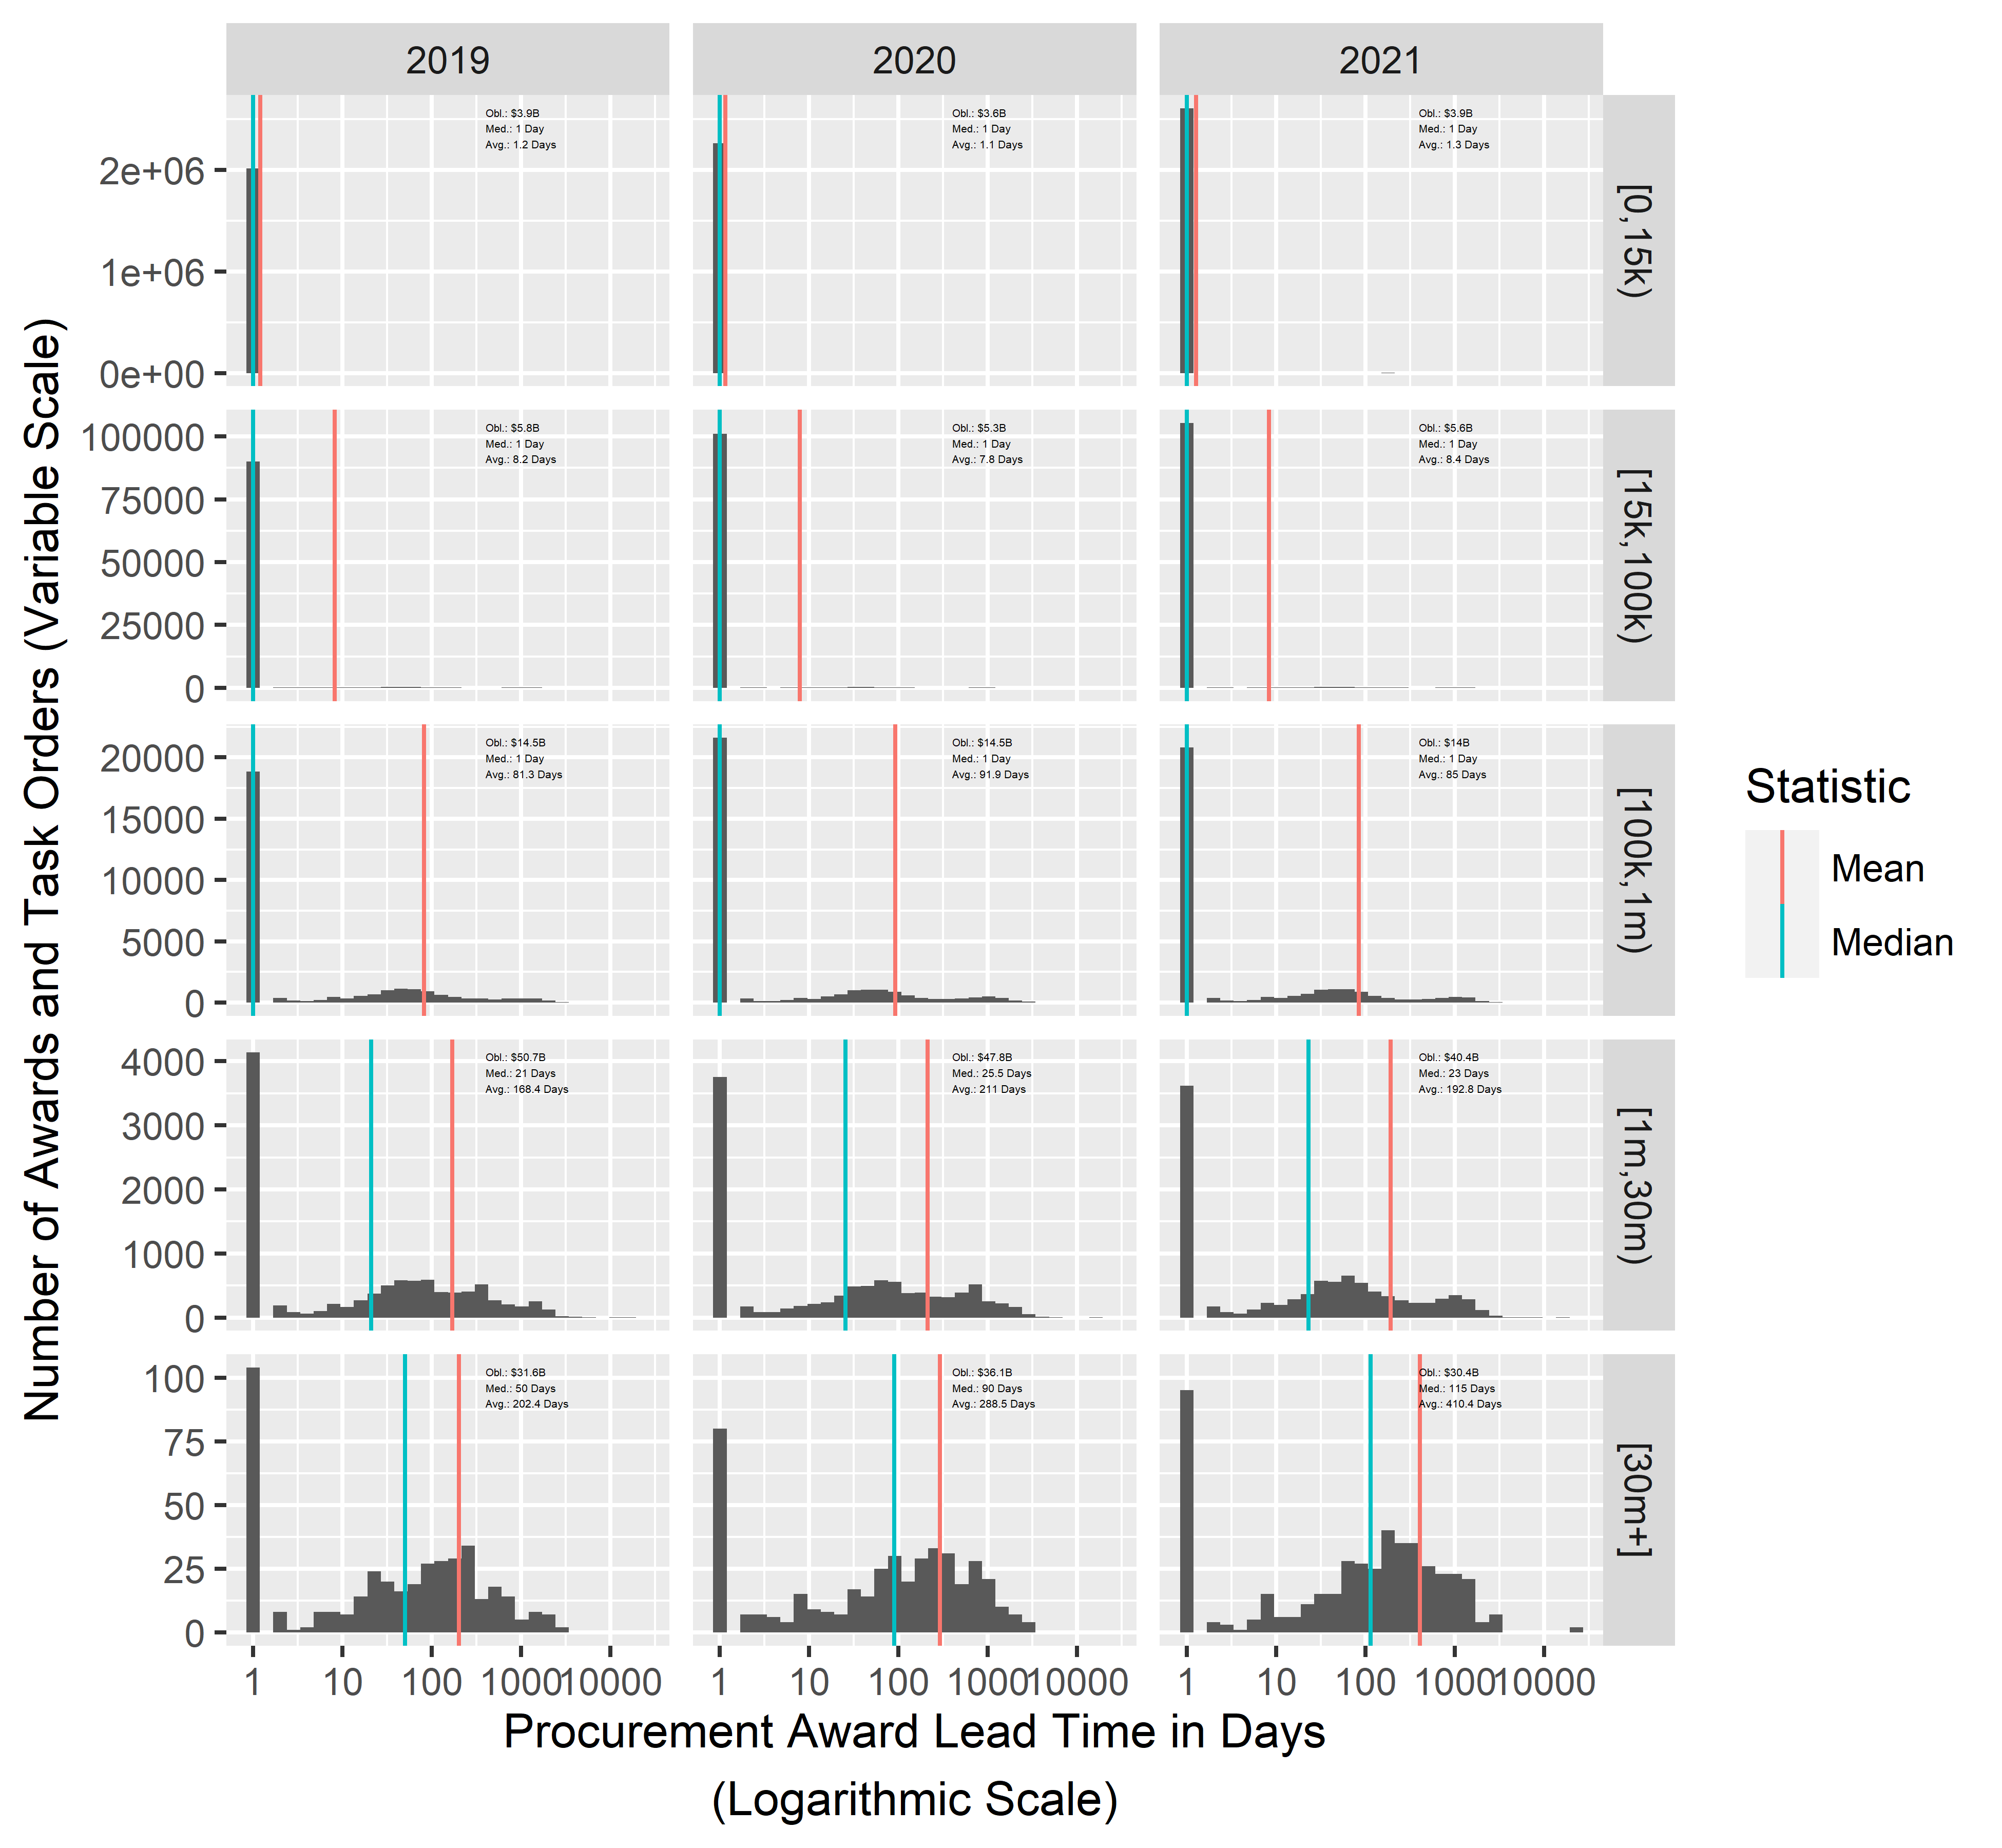 2019
2020
2021
Obl.: $3.9B
Med.: 1 Day
Avg.: 1.2 Days
Obl.: $3.6B
Med.: 1 Day
Avg.: 1.1 Days
Obl.: $3.9B
Med.: 1 Day
Avg.: 1.3 Days
2e+06
1e+06
0e+00
[0,15k)
Obl.: $5.8B
Med.: 1 Day
Avg.: 8.2 Days
Obl.: $5.3B
Med.: 1 Day
Avg.: 7.8 Days
Obl.: $5.6B
Med.: 1 Day
Avg.: 8.4 Days
100000
75000
50000
25000
0
[15k,100k)
Obl.: $14.5B
Med.: 1 Day
Avg.: 81.3 Days
Obl.: $14.5B
Med.: 1 Day
Avg.: 91.9 Days
Obl.: $14B
Med.: 1 Day
Avg.: 85 Days
20000
15000
10000
5000
0
[100k,1m)
Obl.: $50.7B
Med.: 21 Days
Avg.: 168.4 Days
Obl.: $47.8B
Med.: 25.5 Days
Avg.: 211 Days
Obl.: $40.4B
Med.: 23 Days
Avg.: 192.8 Days
4000
3000
2000
1000
0
[1m,30m)
Obl.: $31.6B
Med.: 50 Days
Avg.: 202.4 Days
Obl.: $36.1B
Med.: 90 Days
Avg.: 288.5 Days
Obl.: $30.4B
Med.: 115 Days
Avg.: 410.4 Days
100
75
50
25
0
[30m+]
1 10 100 1000 10000
1 10 100 1000 10000
1 10 100 1000 10000
Procurement Award Lead Time in Days
(Logarithmic Scale)
Number of Awards and Task Orders (Variable Scale)
Statistic
Mean
Median